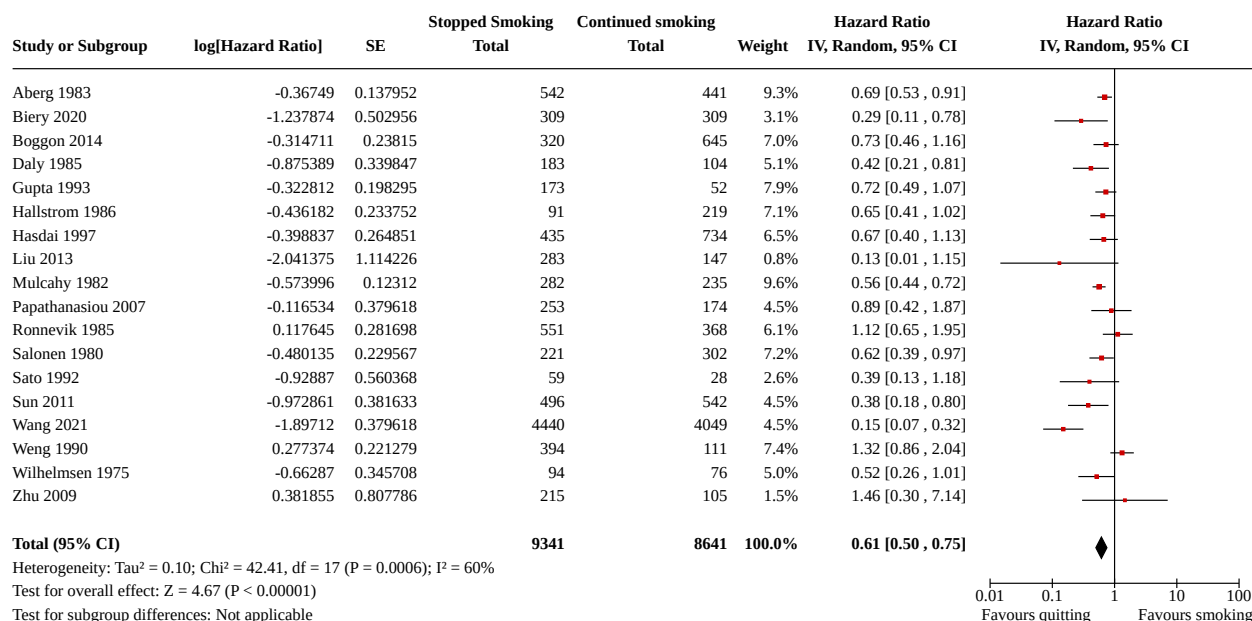 Stopped Smoking Continued smoking Hazard Ratio Hazard Ratio
Study or Subgroup log[Hazard Ratio] SE Total Total Weight IV, Random, 95% CI IV, Random, 95% CI
Aberg 1983 -0.36749 0.137952 542 441 9.3% 0.69 [0.53 , 0.91]
Biery 2020 -1.237874 0.502956 309 309 3.1% 0.29 [0.11 , 0.78]
Boggon 2014 -0.314711 0.23815 320 645 7.0% 0.73 [0.46 , 1.16]
Daly 1985 -0.875389 0.339847 183 104 5.1% 0.42 [0.21 , 0.81]
Gupta 1993 -0.322812 0.198295 173 52 7.9% 0.72 [0.49 , 1.07]
Hallstrom 1986 -0.436182 0.233752 91 219 7.1% 0.65 [0.41 , 1.02]
Hasdai 1997 -0.398837 0.264851 435 734 6.5% 0.67 [0.40 , 1.13]
Liu 2013 -2.041375 1.114226 283 147 0.8% 0.13 [0.01 , 1.15]
Mulcahy 1982 -0.573996 0.12312 282 235 9.6% 0.56 [0.44 , 0.72]
Papathanasiou 2007 -0.116534 0.379618 253 174 4.5% 0.89 [0.42 , 1.87]
Ronnevik 1985 0.117645 0.281698 551 368 6.1% 1.12 [0.65 , 1.95]
Salonen 1980 -0.480135 0.229567 221 302 7.2% 0.62 [0.39 , 0.97]
Sato 1992 -0.92887 0.560368 59 28 2.6% 0.39 [0.13 , 1.18]
Sun 2011 -0.972861 0.381633 496 542 4.5% 0.38 [0.18 , 0.80]
Wang 2021 -1.89712 0.379618 4440 4049 4.5% 0.15 [0.07 , 0.32]
Weng 1990 0.277374 0.221279 394 111 7.4% 1.32 [0.86 , 2.04]
Wilhelmsen 1975 -0.66287 0.345708 94 76 5.0% 0.52 [0.26 , 1.01]
Zhu 2009 0.381855 0.807786 215 105 1.5% 1.46 [0.30 , 7.14]
Total (95% CI) 9341 8641 100.0% 0.61 [0.50 , 0.75]
Heterogeneity: Tau² = 0.10; Chi² = 42.41, df = 17 (P = 0.0006); I² = 60%
Test for overall effect: Z = 4.67 (P < 0.00001)
Test for subgroup differences: Not applicable
0.01 0.1 1 10 100
Favours quitting Favours smoking